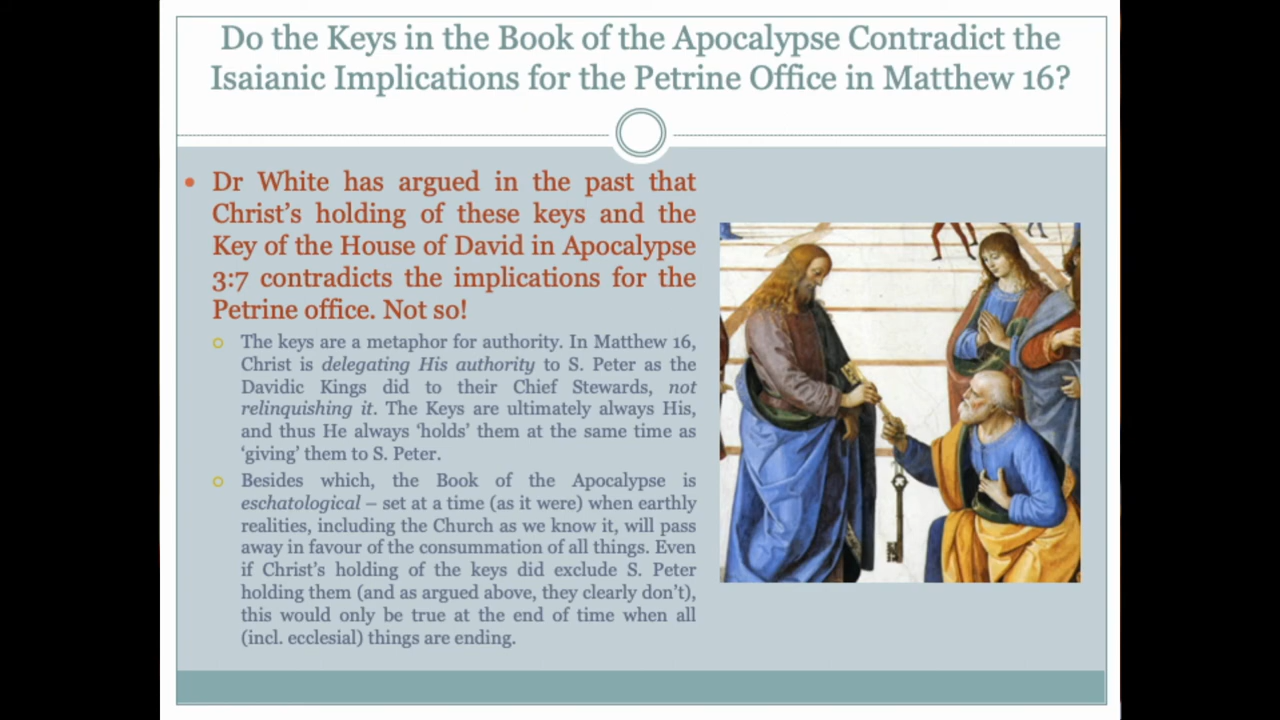 Do the Keys in the Book of the Apocalypse Contradict the
Isaianic Implications for the Petrine Office in Matthew 16?
Dr White has argued in the past that
Christ's holding of these keys and the
Key of the House of David in Apocalypse
3:7 contradicts the implications for the
Petrine office. Not so!
The keys are a metaphor for authority. In Matthew 16,
Christ is delegating His authority to S. Peter as the
Davidic Kings did to their Chief Stewards, not
relinquishing it. The Keys are ultimately always His,
and thus He always 'holds' them at the same time as
'giving' them to S. Peter.
Besides which, the Book of the Apocalypse is
eschatological – set at a time (as it were) when earthly
realities, including the Church as we know it, will pass
away in favour of the consummation of all things. Even
if Christ's holding of the keys did exclude S. Peter
holding them (and as argued above, they clearly don't),
this would only be true at the end of time when all
(incl. ecclesial) things are ending.